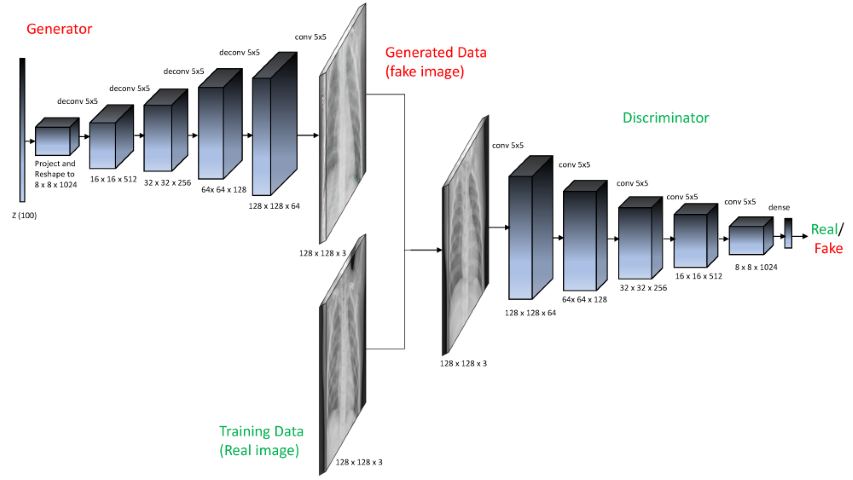 Generator
conv 5x5
deconv 5x5
deconv 5x5
deconv 5x5
deconv 5x5
Generated Data
(fake image)
Z (100)
Project and
Reshape to
8 x 8 x 1024
16 x 16 x 512
32 x 32 x 256
64x 64 x 128
128 x 128 x 64
128 x 128 x 3
Training Data
(Real image)
128 x 128 x 3
128 x 128 x 3
Discriminator
conv 5x5
conv 5x5
conv 5x5
conv 5x5
conv 5x5
dense
128 x 128 x 64
64x 64 x 128
32 x 32 x 256
16 x 16 x 512
8 x 8 x 1024
Real/
Fake